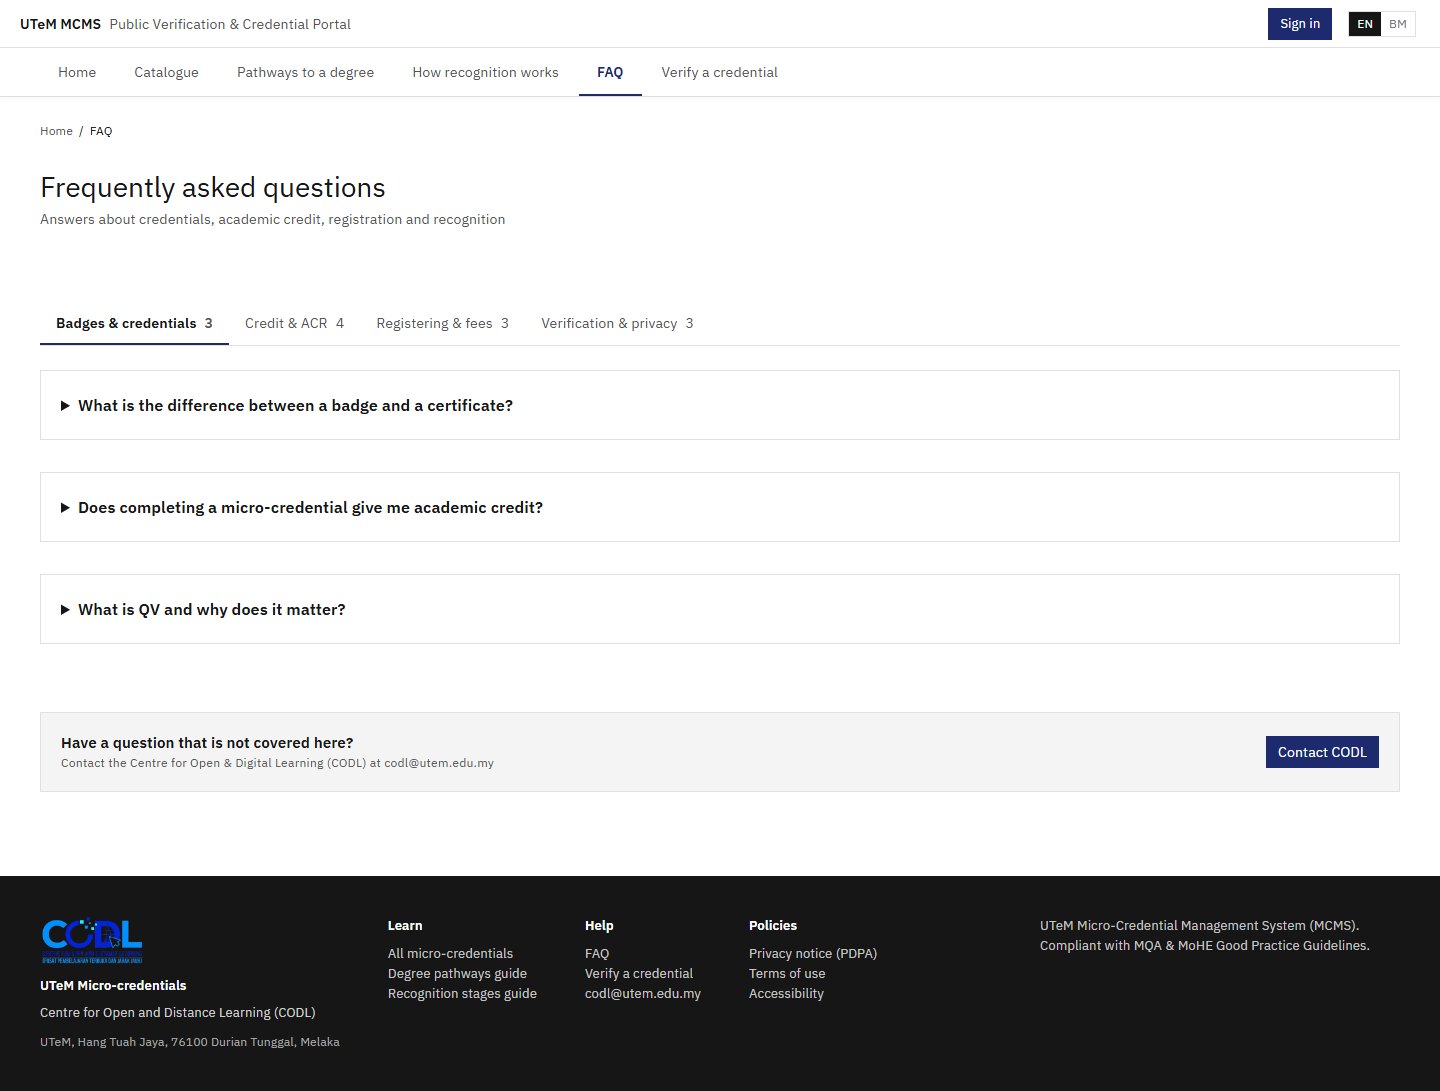 UTeM MCMS Public Verification & Credential Portal
Sign in
EN BM
Home Catalogue Pathways to a degree How recognition works FAQ Verify a credential
Home / FAQ
Frequently asked questions
Answers about credentials, academic credit, registration and recognition
Badges & credentials 3 Credit & ACR 4 Registering & fees 3 Verification & privacy 3
What is the difference between a badge and a certificate?
Does completing a micro-credential give me academic credit?
What is QV and why does it matter?
Have a question that is not covered here?
Contact the Centre for Open & Digital Learning (CODL) at codl@utem.edu.my
Contact CODL
CODL
UTeM Micro-credentials
Centre for Open and Distance Learning (CODL)
UTeM, Hang Tuah Jaya, 76100 Durian Tunggal, Melaka
Learn
All micro-credentials
Degree pathways guide
Recognition stages guide
Help
FAQ
Verify a credential
codl@utem.edu.my
Policies
Privacy notice (PDPA)
Terms of use
Accessibility
UTeM Micro-Credential Management System (MCMS).
Compliant with MQA & MoHE Good Practice Guidelines.